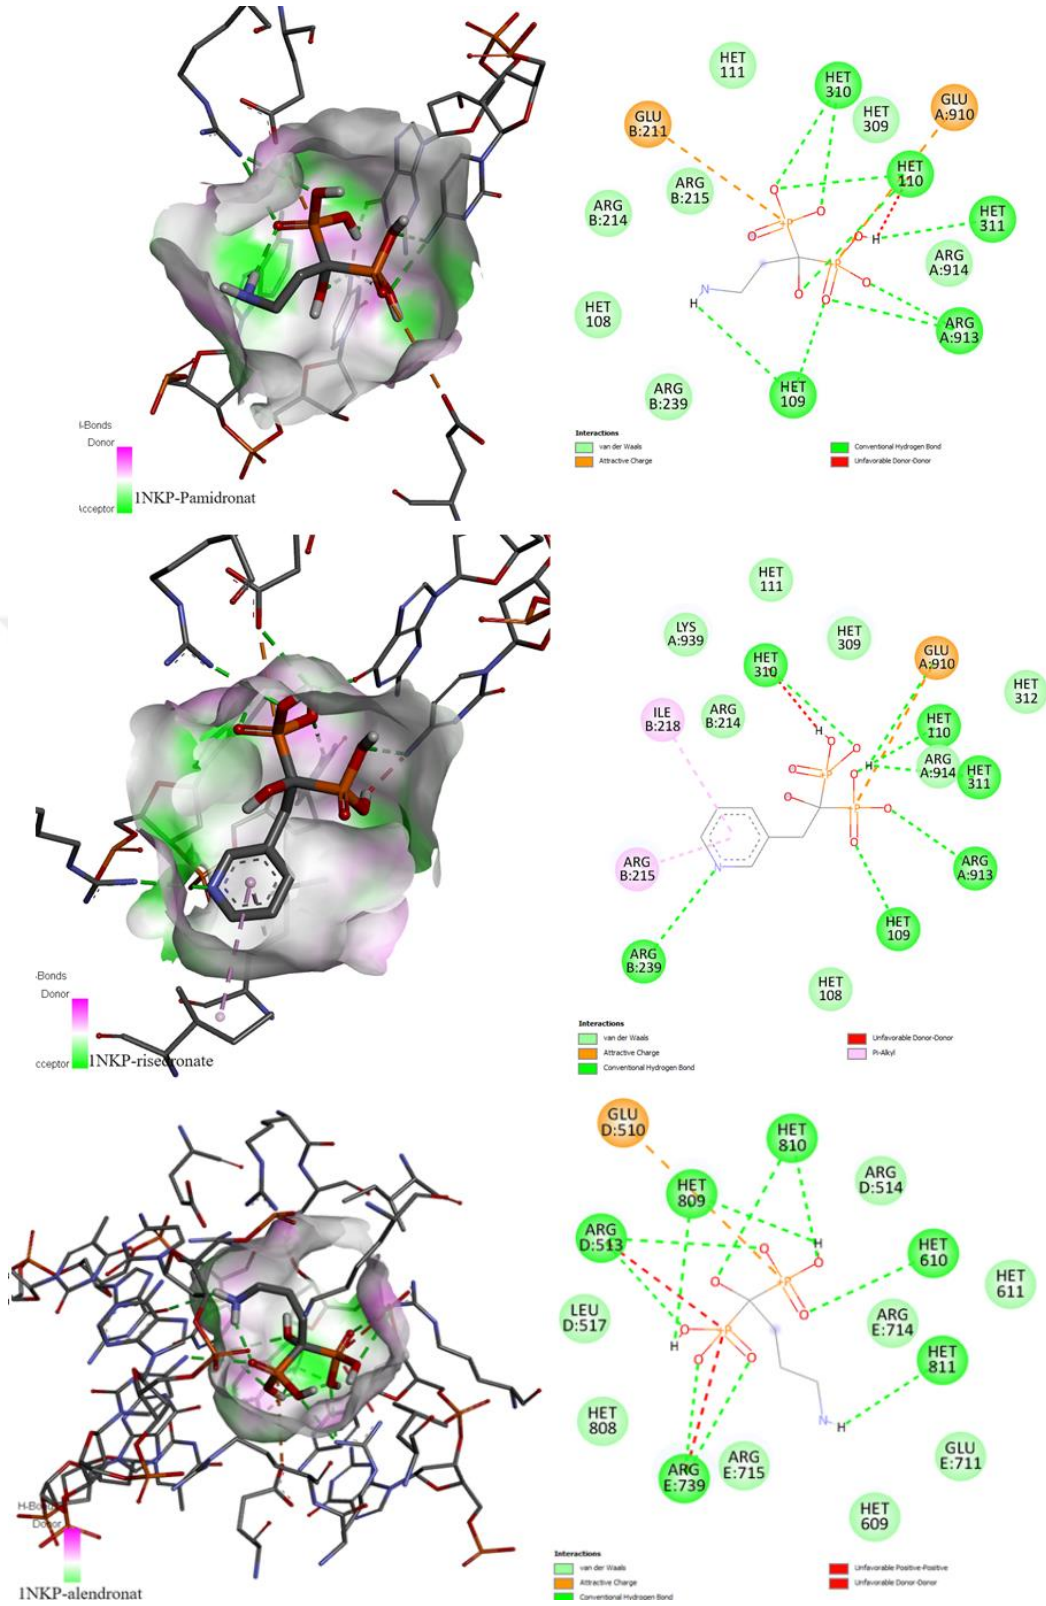 HET
111
HET
310
HET
309
GLU
B:211
GLU
A:910
HET
110
ARG
B:215
ARG
B:214
HET
311
ARG
A:914
HET
108
ARG
A:913
HET
109
ARG
B:239
H
N
H
O
O
O
O
O
O
O
P
P
Interactions
van der Waals
Attractive Charge
Conventional Hydrogen Bond
Unfavorable Donor-Donor
H-Bonds
Donor
Acceptor
1NKP-Pamidronat
HET
111
LYS
A:939
HET
309
HET
310
GLU
A:910
HET
312
ILE
B:218
ARG
B:214
HET
110
ARG
A:914
HET
311
ARG
B:215
ARG
A:913
HET
109
ARG
B:239
HET
108
H
O
O
O
P
O
H
O
P
O
O
N
Interactions
van der Waals
Attractive Charge
Conventional Hydrogen Bond
Unfavorable Donor-Donor
Pi-Alkyl
-Bonds
Donor
cceptor
1NKP-risedronate
GLU
D:510
HET
810
HET
809
ARG
D:514
ARG
D:513
HET
610
HET
611
LEU
D:517
ARG
E:714
HET
811
HET
808
ARG
E:739
ARG
E:715
GLU
E:711
HET
609
H
O
O
P
O
O
O
P
H
O
O
N
H
Interactions
van der Waals
Attractive Charge
Conventional Hydrogen Bond
Unfavorable Positive-Positive
Unfavorable Donor-Donor
H-Bonds
Donor
1NKP-alendronat